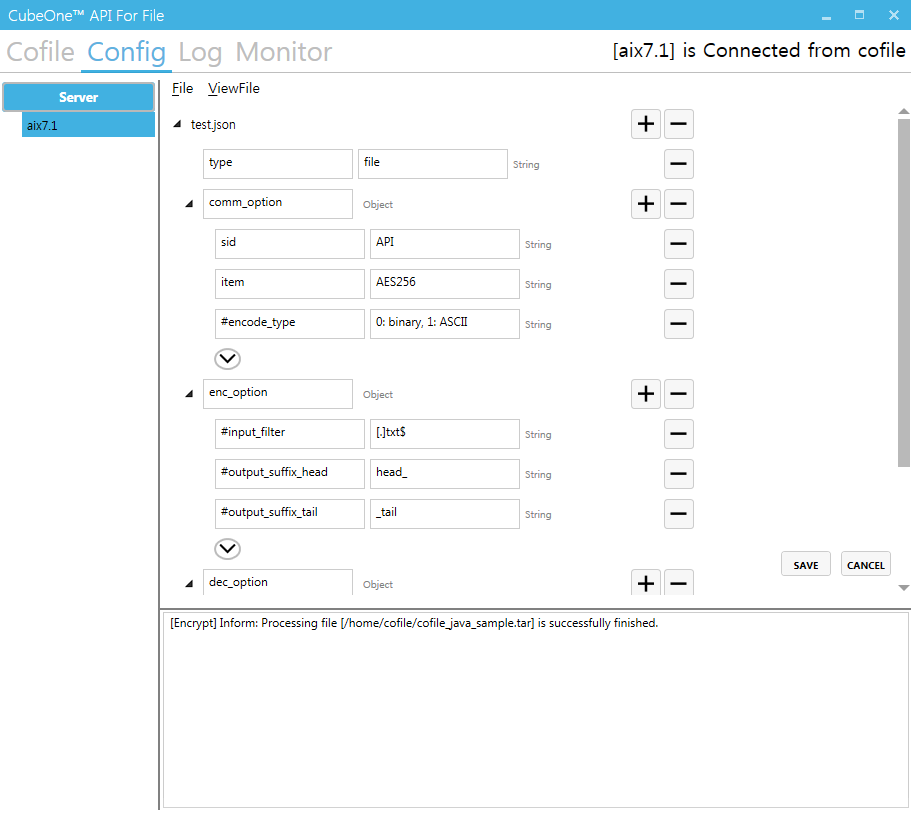 CubeOne™ API For File
Cofile Config Log Monitor
[aix7.1] is Connected from cofile
Server
aix7.1
File ViewFile
test.json
type file String
comm_option Object
sid API String
item AES256 String
#encode_type 0: binary, 1: ASCII String
enc_option Object
#input_filter [.]txt$ String
#output_suffix_head head_ String
#output_suffix_tail _tail String
dec_option Object
SAVE CANCEL
[Encrypt] Inform: Processing file [/home/cofile/cofile_java_sample.tar] is successfully finished.